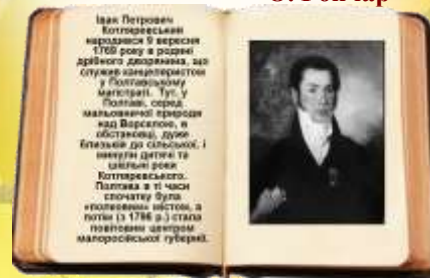 Іван Петрович
Котляревський
народився 9 вересня
1769 року в родині
дрібного дворянина, що
служив канцеляристом
у Полтавському
магістраті. Тут, у
Полтаві, серед
мальовничої природи
над Ворсклою, в
обстановці, дуже
близькій до сільської, і
минули дитячі та
шкільні роки
Котляревського.
Полтава в ті часи
спочатку була
«полковим» містом, а
потім (з 1796 р.) стала
повітовим центром
малоросійської губернії.